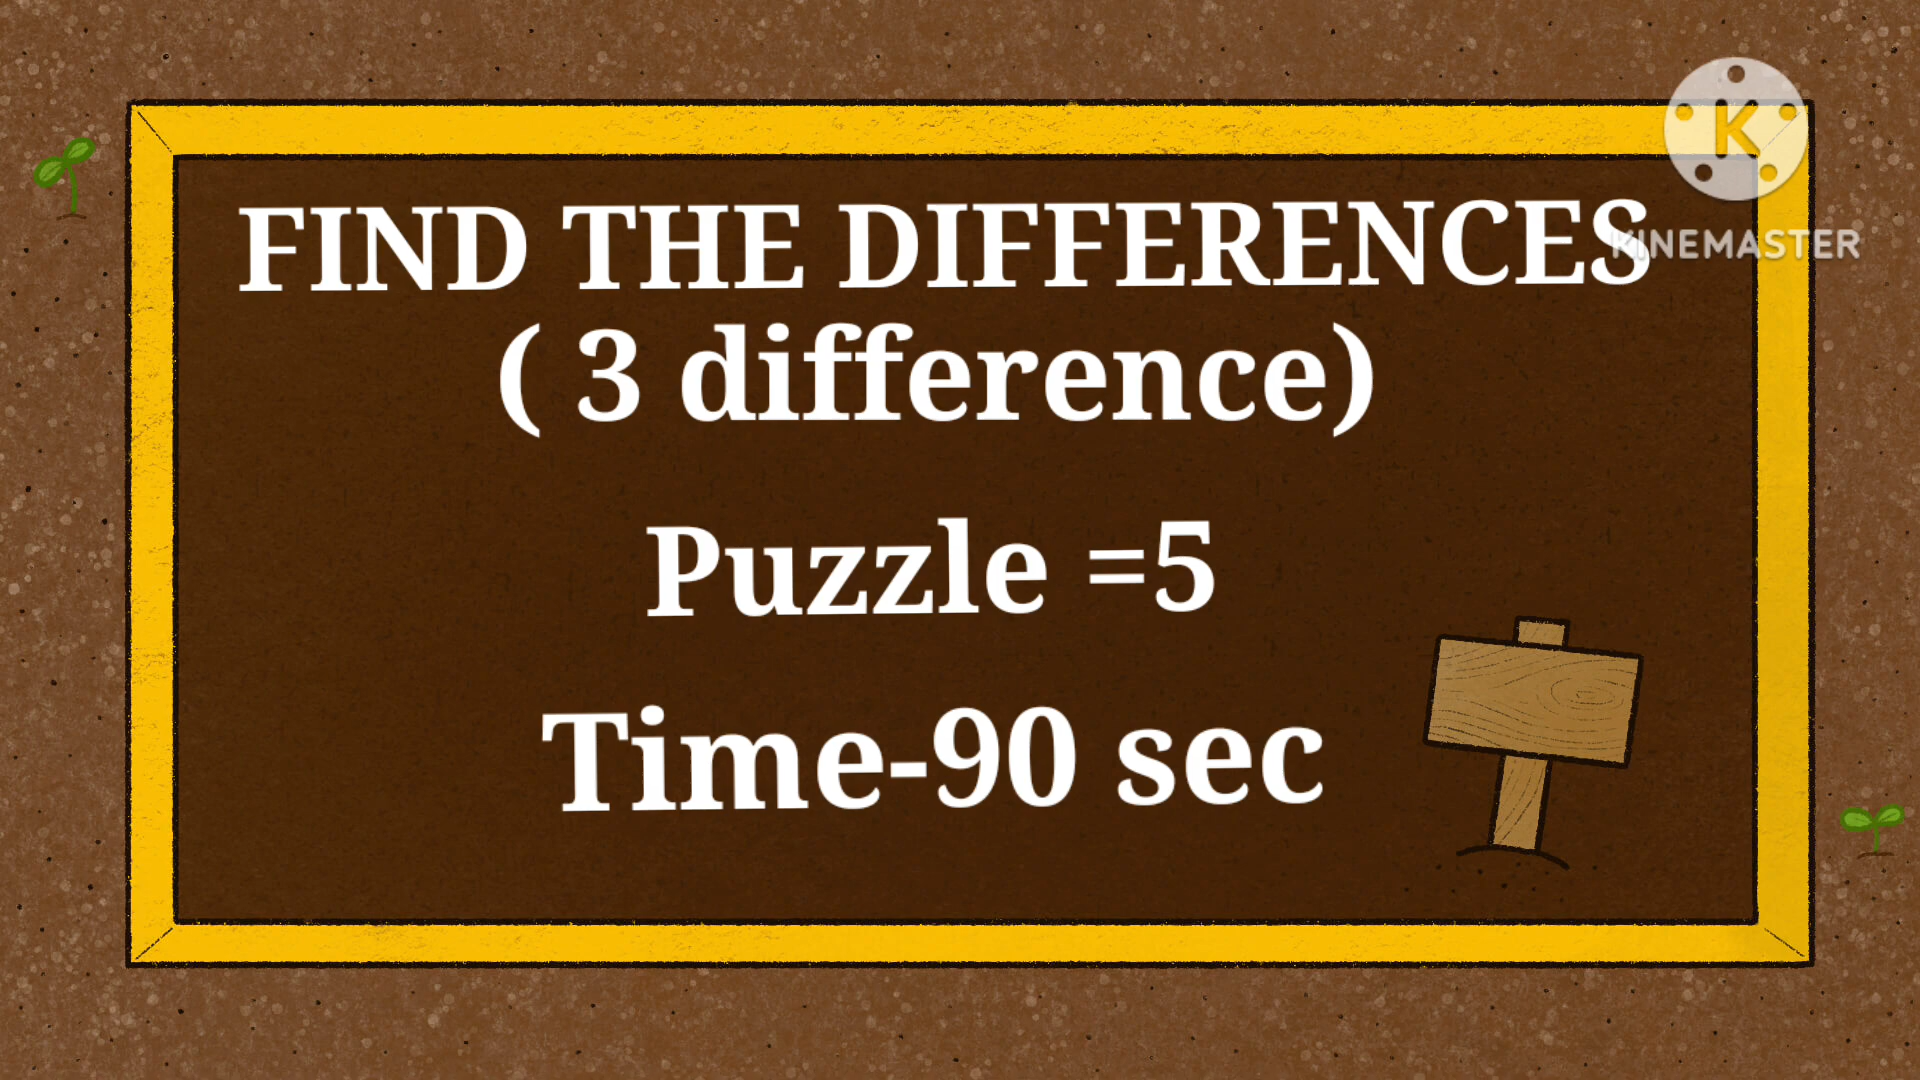 FIND THE DIFFERENCES
( 3 difference)
Puzzle =5
Time-90 sec
K
KINEMASTER